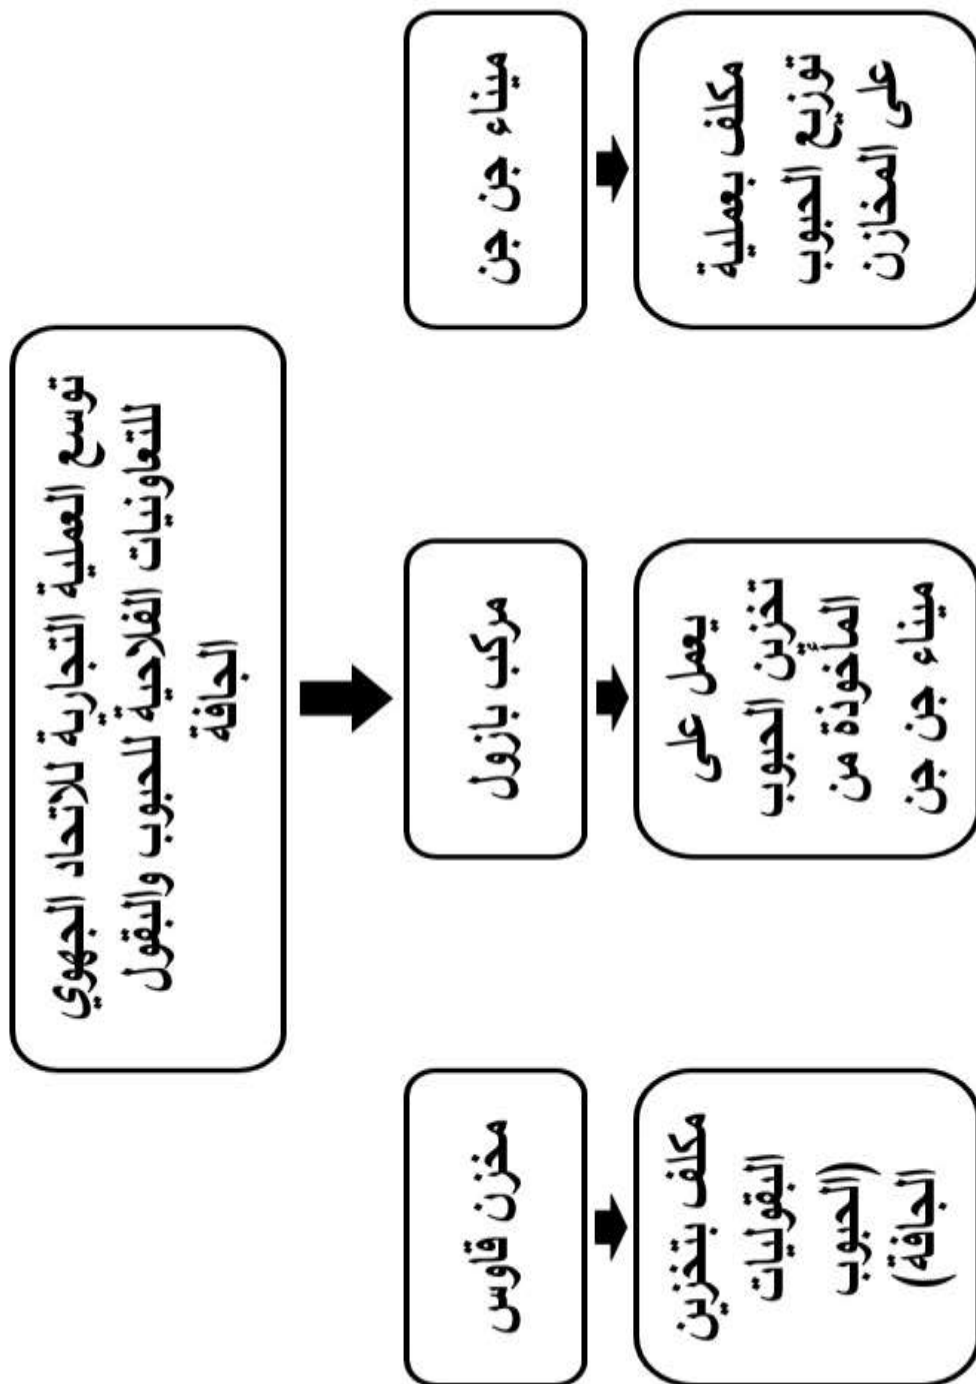 توسع العملية التجارية للاتحاد الجهوي
للتعاونيات الفلاحية للحبوب والبقول
الجافة
ميناء جن جن
مركب بازول
مخزن قاوس
مكلف بعملية
توزيع الحبوب
على المخازن
يعمل على
تخزين الحبوب
المأخوذة من
ميناء جن جن
مكلف بتخزين
البقوليات
(الحبوب
الجافة)